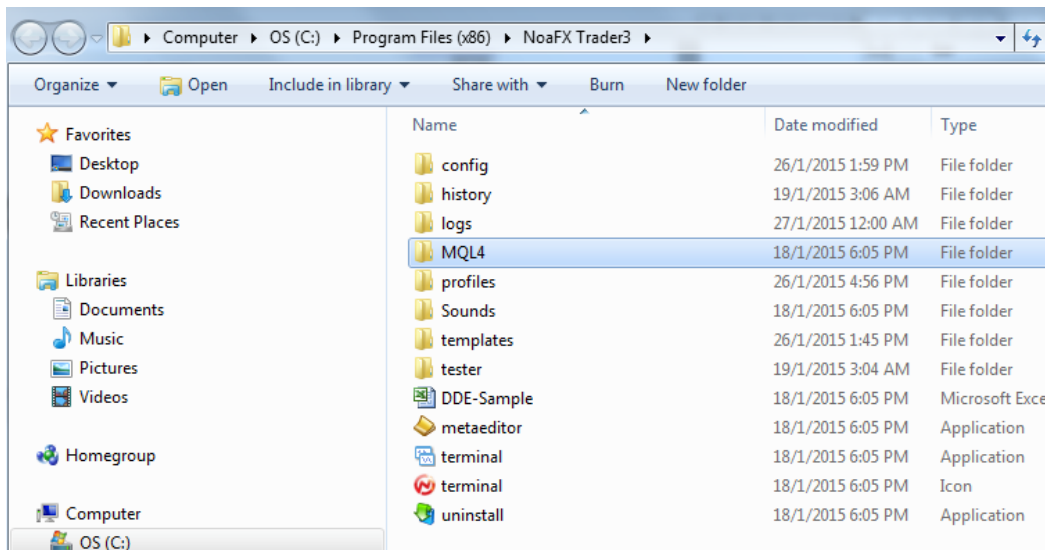 Computer ▸ OS (C:) ▸ Program Files (x86) ▸ NoaFX Trader3 ▸
Organize Open Include in library Share with Burn New folder
Favorites
Desktop
Downloads
Recent Places
Libraries
Documents
Music
Pictures
Videos
Homegroup
Computer
OS (C:)
Name Date modified Type
config 26/1/2015 1:59 PM File folder
history 19/1/2015 3:06 AM File folder
logs 27/1/2015 12:00 AM File folder
MQL4 18/1/2015 6:05 PM File folder
profiles 26/1/2015 4:56 PM File folder
Sounds 18/1/2015 6:05 PM File folder
templates 26/1/2015 1:45 PM File folder
tester 19/1/2015 3:04 AM File folder
DDE-Sample 18/1/2015 6:05 PM Microsoft Exce
metaeditor 18/1/2015 6:05 PM Application
terminal 18/1/2015 6:05 PM Application
terminal 18/1/2015 6:05 PM Icon
uninstall 18/1/2015 6:05 PM Application